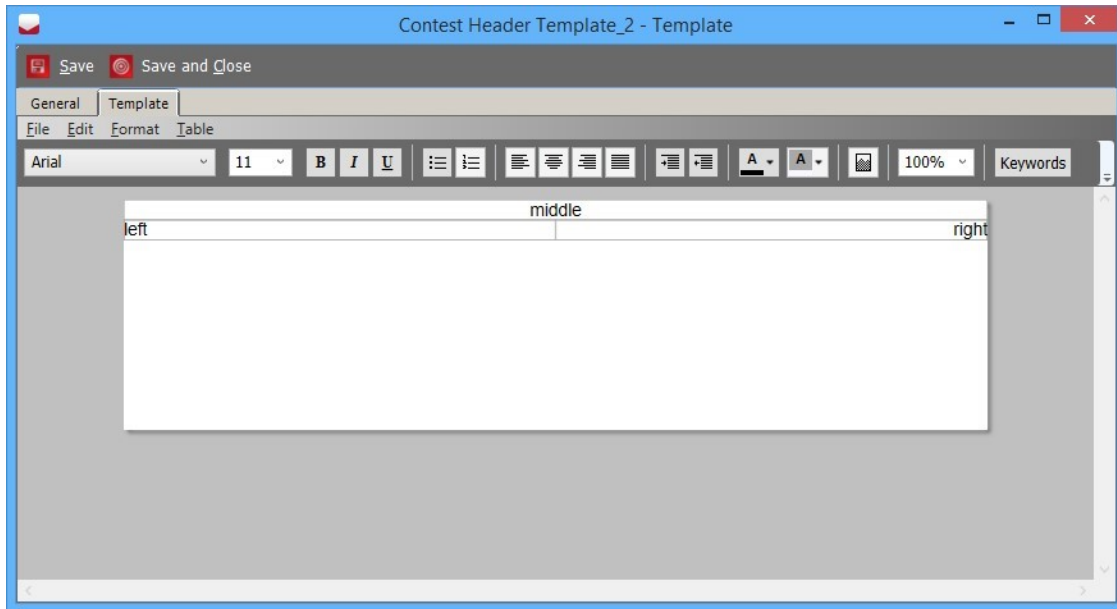 Contest Header Template_2 - Template
Save Save and Close
General Template
File Edit Format Table
Arial 11 B I U A A 100% Keywords
middle
left right